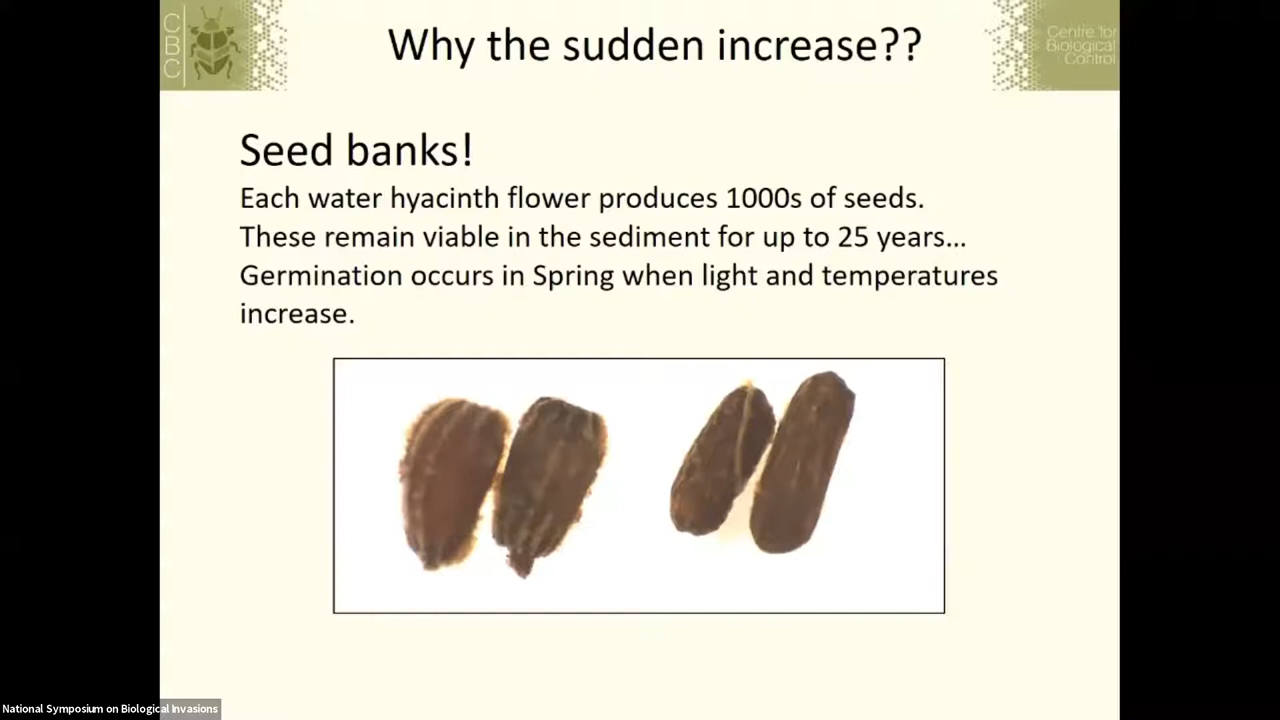 CBC
Centre for
Biological
Control
Why the sudden increase??
Seed banks!
Each water hyacinth flower produces 1000s of seeds.
These remain viable in the sediment for up to 25 years...
Germination occurs in Spring when light and temperatures
increase.
National Symposium on Biological Invasions